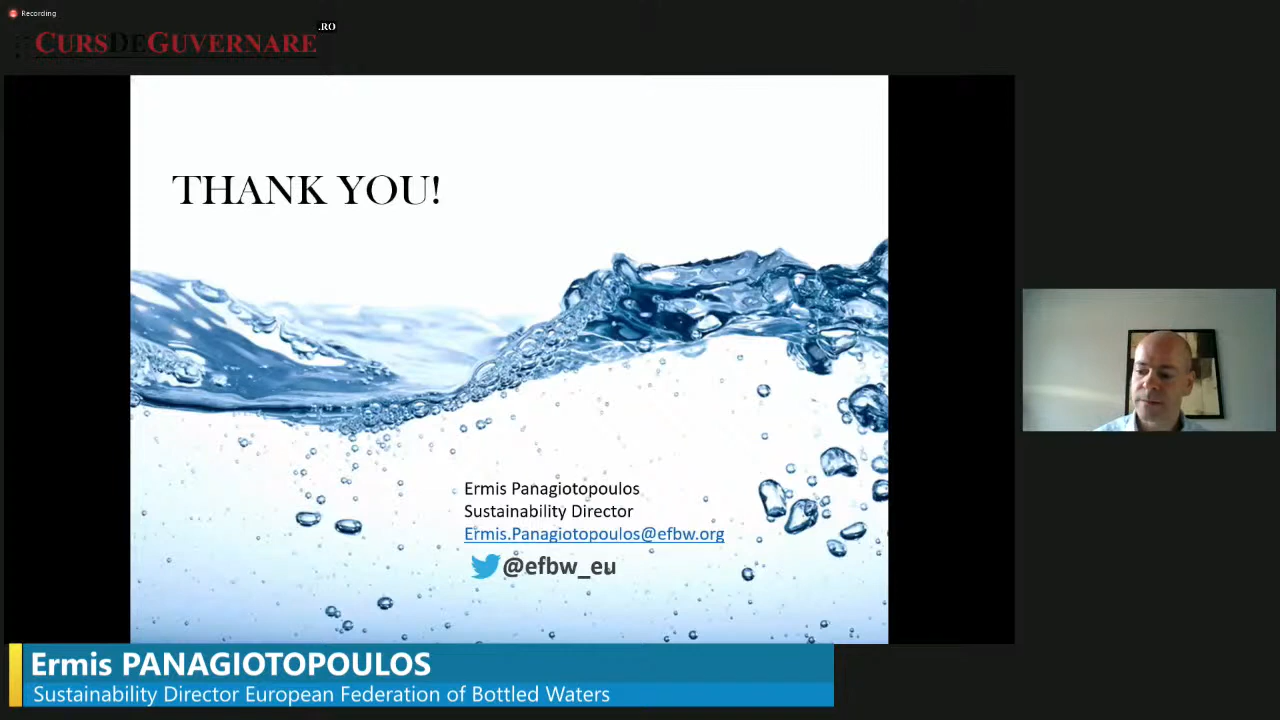 Recording
.RO
CURSDEGUVERNARE
THANK YOU!
Ermis Panagiotopoulos
Sustainability Director
Ermis.Panagiotopoulos@efbw.org
@efbw_eu
Ermis PANAGIOTOPOULOS
Sustainability Director European Federation of Bottled Waters